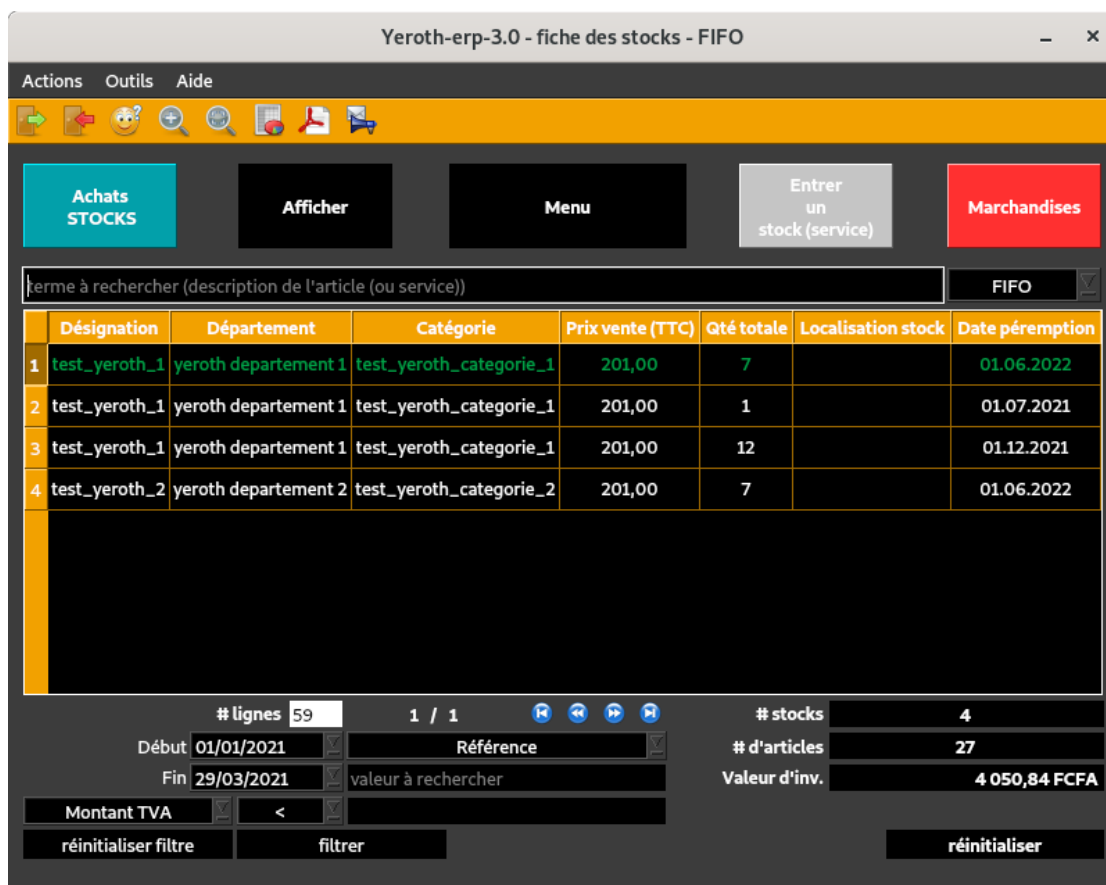 Yeroth-erp-3.0 - fiche des stocks - FIFO
Actions Outils Aide
Achats
STOCKS
Afficher
Menu
Entrer
un
stock (service)
Marchandises
terme à rechercher (description de l'article (ou service))
FIFO
Désignation Département Catégorie Prix vente (TTC) Qté totale Localisation stock Date péremption
1 test_yeroth_1 yeroth departement 1 test_yeroth_categorie_1 201,00 7 01.06.2022
2 test_yeroth_1 yeroth departement 1 test_yeroth_categorie_1 201,00 1 01.07.2021
3 test_yeroth_1 yeroth departement 1 test_yeroth_categorie_1 201,00 12 01.12.2021
4 test_yeroth_2 yeroth departement 2 test_yeroth_categorie_2 201,00 7 01.06.2022
# lignes 59 1 / 1 # stocks 4
Début 01/01/2021 Référence # d'articles 27
Fin 29/03/2021 valeur à rechercher Valeur d'inv. 4 050,84 FCFA
Montant TVA <
réinitialiser filtre filtrer réinitialiser